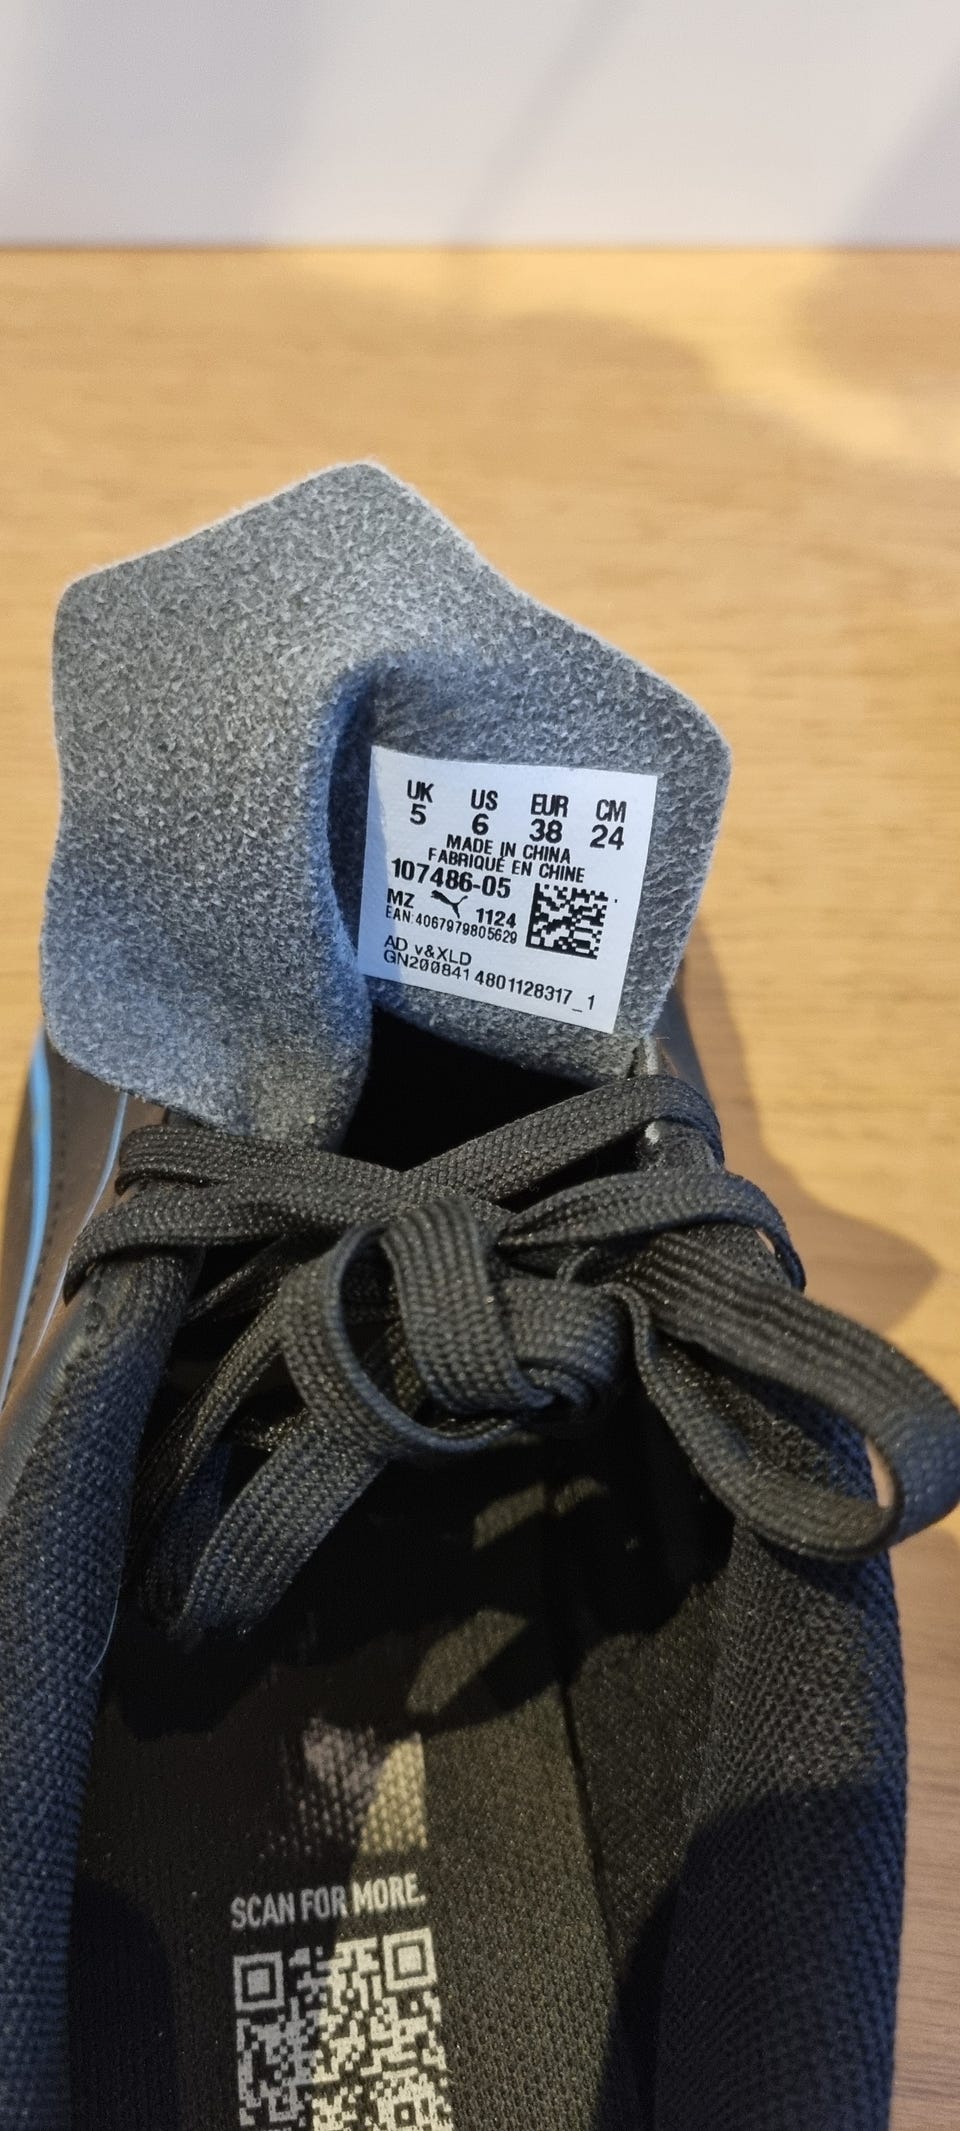 UK US EUR CM
5 6 38 24
MADE IN CHINA
FABRIQUÉ EN CHINE
107486-05
MZ 1124
EAN:4067979805629
AD v&XLD
GN200841 4801128317_1
SCAN FOR MORE.